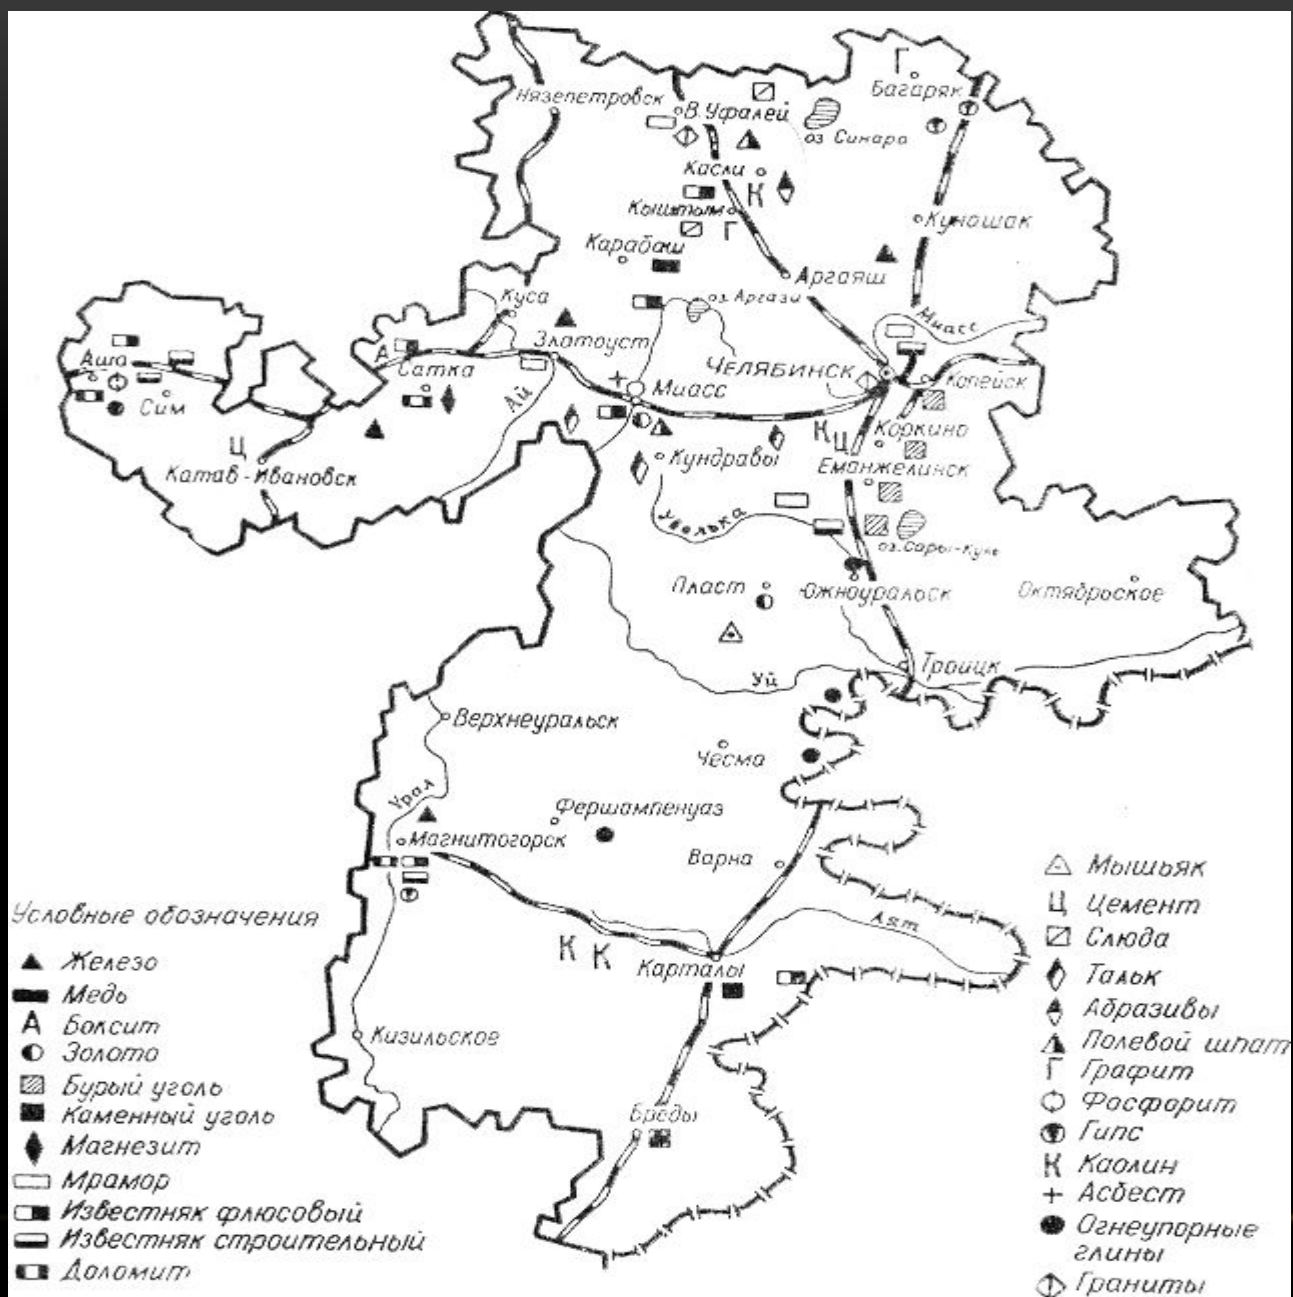 Г
Багаряк
Нязепетровск
В. Уфалей
оз Синара
Касли
К
Кыштым
Г
Кунашак
Карабаш
Аргаяш
Куса
оз. Аргази
Миасс
Златоуст
А
Аша
Сатка
ЧЕЛЯБИНСК
Копейск
Сим
Ай
Миасс
К
Ц
Коркино
Ц
Кундравы
Еманжелинск
Катав-Ивановск
Увелька
оз. Сары-Куль
Пласт
Южноуральск
Октябрьское
Троицк
Уй
Верхнеуральск
Чесма
Урал
Фершампенуаз
Магнитогорск
Варна
Аят
К К
Карталы
Кизильское
Бреды
Условные обозначения
Железо
Медь
А Боксит
Золото
Бурый уголь
Каменный уголь
Магнезит
Мрамор
Известняк флюсовый
Известняк строительный
Доломит
Мышьяк
Ц Цемент
Слюда
Тальк
Абразивы
Полевой шпат
Г Графит
Фосфорит
Гипс
К Каолин
Асбест
Огнеупорные
глины
Граниты